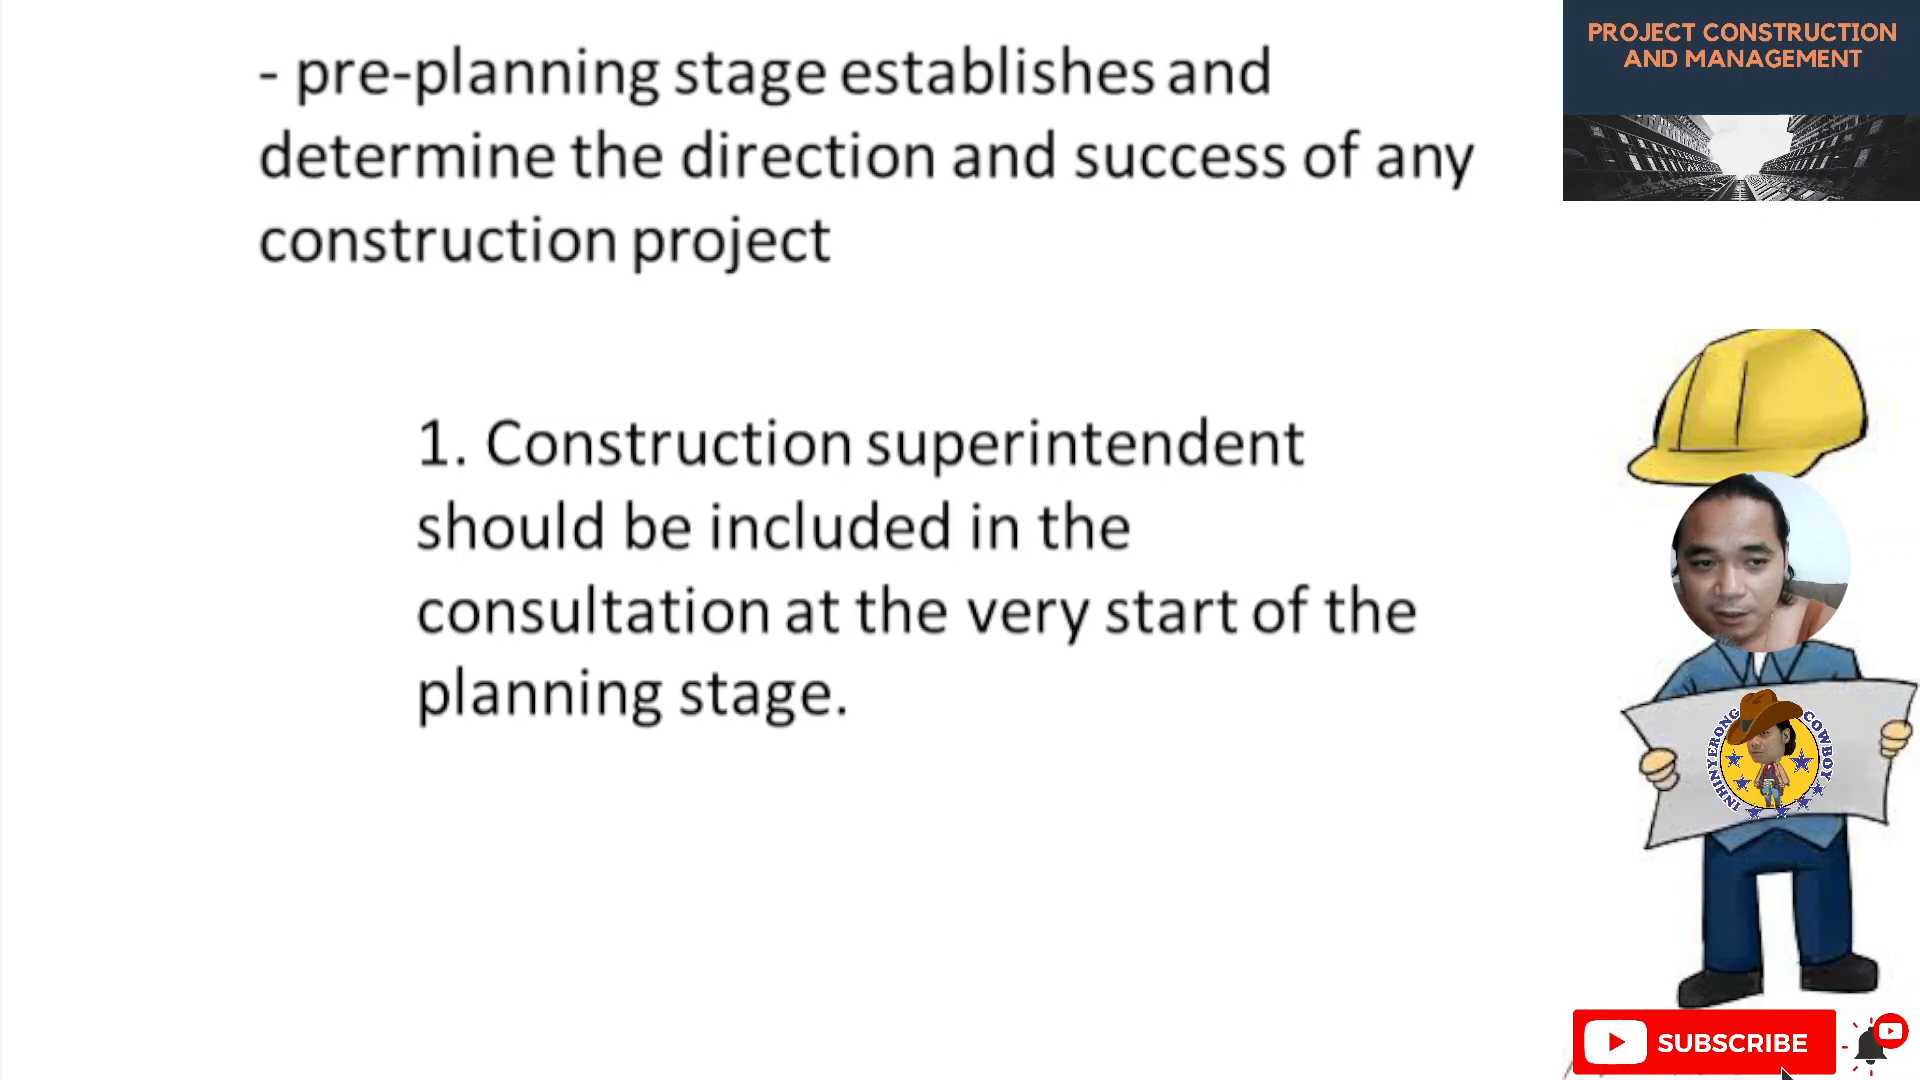 - pre-planning stage establishes and
determine the direction and success of any
construction project
1. Construction superintendent
should be included in the
consultation at the very start of the
planning stage.
PROJECT CONSTRUCTION
AND MANAGEMENT
INHINYERONG COWBOY
SUBSCRIBE